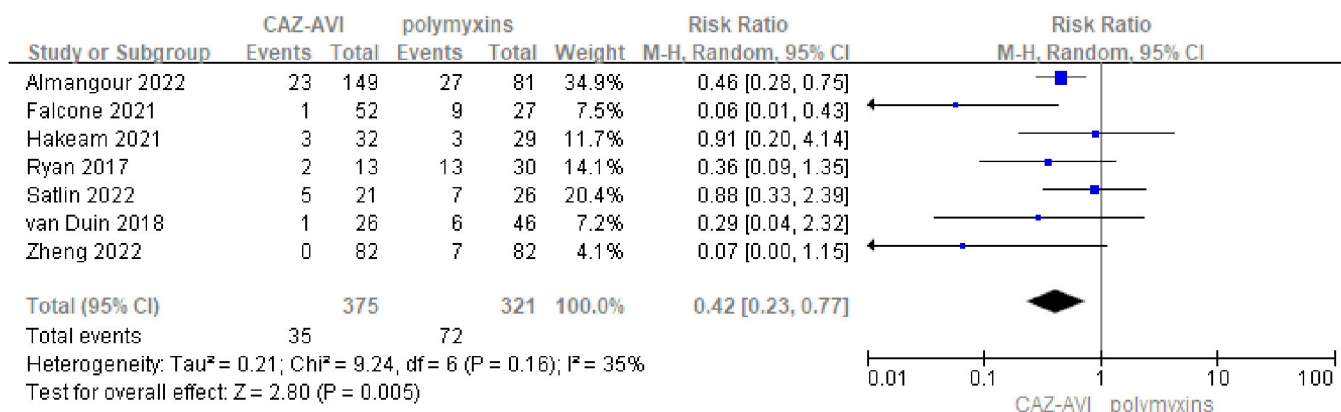 CAZ-AVI polymyxins Risk Ratio Risk Ratio
Study or Subgroup Events Total Events Total Weight M-H, Random, 95% CI M-H, Random, 95% CI
Almangour 2022 23 149 27 81 34.9% 0.46 [0.28, 0.75]
Falcone 2021 1 52 9 27 7.5% 0.06 [0.01, 0.43]
Hakeam 2021 3 32 3 29 11.7% 0.91 [0.20, 4.14]
Ryan 2017 2 13 13 30 14.1% 0.36 [0.09, 1.35]
Satlin 2022 5 21 7 26 20.4% 0.88 [0.33, 2.39]
van Duin 2018 1 26 6 46 7.2% 0.29 [0.04, 2.32]
Zheng 2022 0 82 7 82 4.1% 0.07 [0.00, 1.15]
Total (95% CI) 375 321 100.0% 0.42 [0.23, 0.77]
Total events 35 72
Heterogeneity: Tau² = 0.21; Chi² = 9.24, df = 6 (P = 0.16); I² = 35%
Test for overall effect: Z = 2.80 (P = 0.005)
0.01 0.1 1 10 100
CAZ-AVI polymyxins